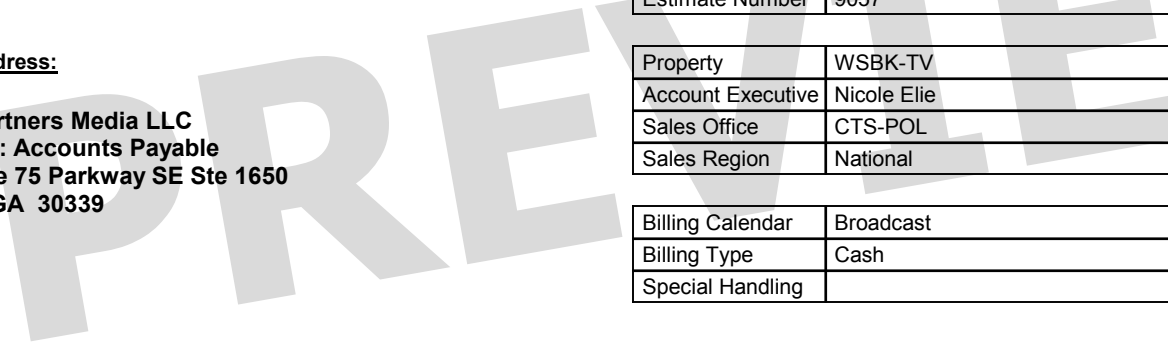 Estimate Number 9057
dress:
Property WSBK-TV
Account Executive Nicole Elie
rtners Media LLC
: Accounts Payable
Sales Office CTS-POL
e 75 Parkway SE Ste 1650
Sales Region National
GA 30339
Billing Calendar Broadcast
Billing Type Cash
Special Handling
PREVIE